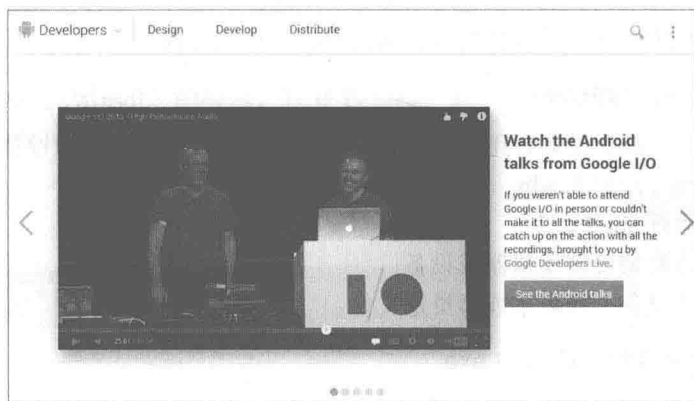 Developers
Design
Develop
Distribute
Google I/O 2013 - High Performance Audio
Watch the Android
talks from Google I/O
If you weren't able to attend
Google I/O in person or couldn't
make it to all the talks, you can
catch up on the action with all the
recordings, brought to you by
Google Developers Live.
See the Android talks
I/O